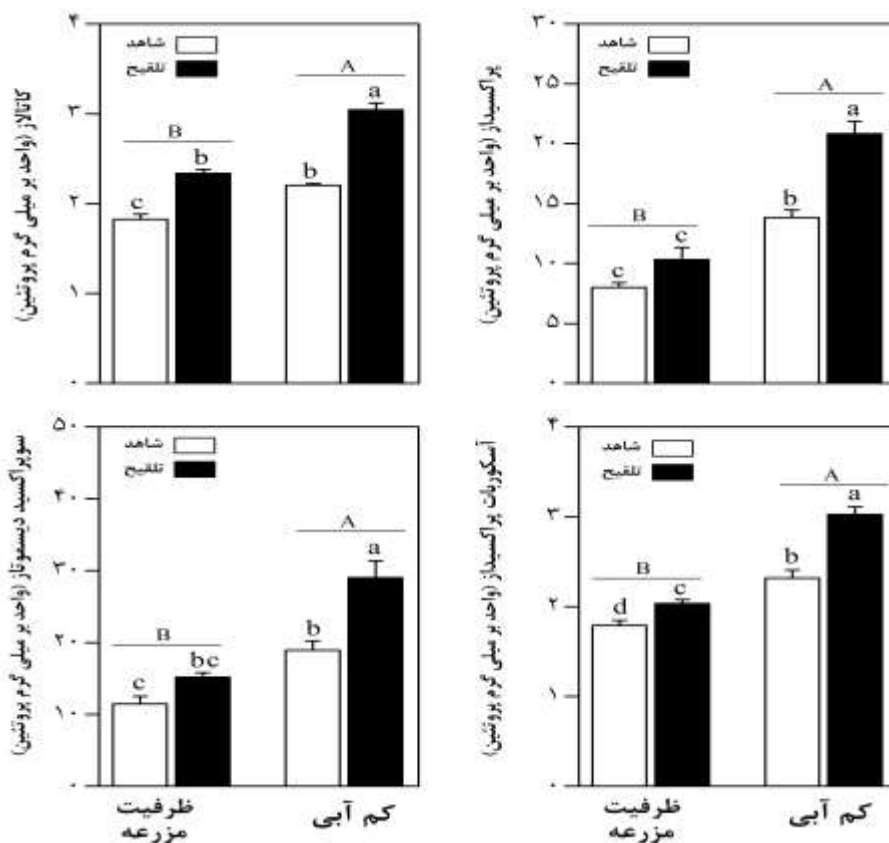 کاتالاز (واحد بر میلی گرم پروتئین)
۴
۳
۲
۱
۰
شاهد
تلقیح
B
A
c
b
b
a
پراکسیداز (واحد بر میلی گرم پروتئین)
۳۰
۲۵
۲۰
۱۵
۱۰
۵
۰
شاهد
تلقیح
B
A
c
c
b
a
سوپراکسید دیسموتاز (واحد بر میلی گرم پروتئین)
۵۰
۴۰
۳۰
۲۰
۱۰
۰
شاهد
تلقیح
B
A
c
bc
b
a
ظرفیت
مزرعه
کم آبی
آسکوربات پراکسیداز (واحد بر میلی گرم پروتئین)
۴
۳
۲
۱
۰
شاهد
تلقیح
B
A
d
c
b
a
ظرفیت
مزرعه
کم آبی